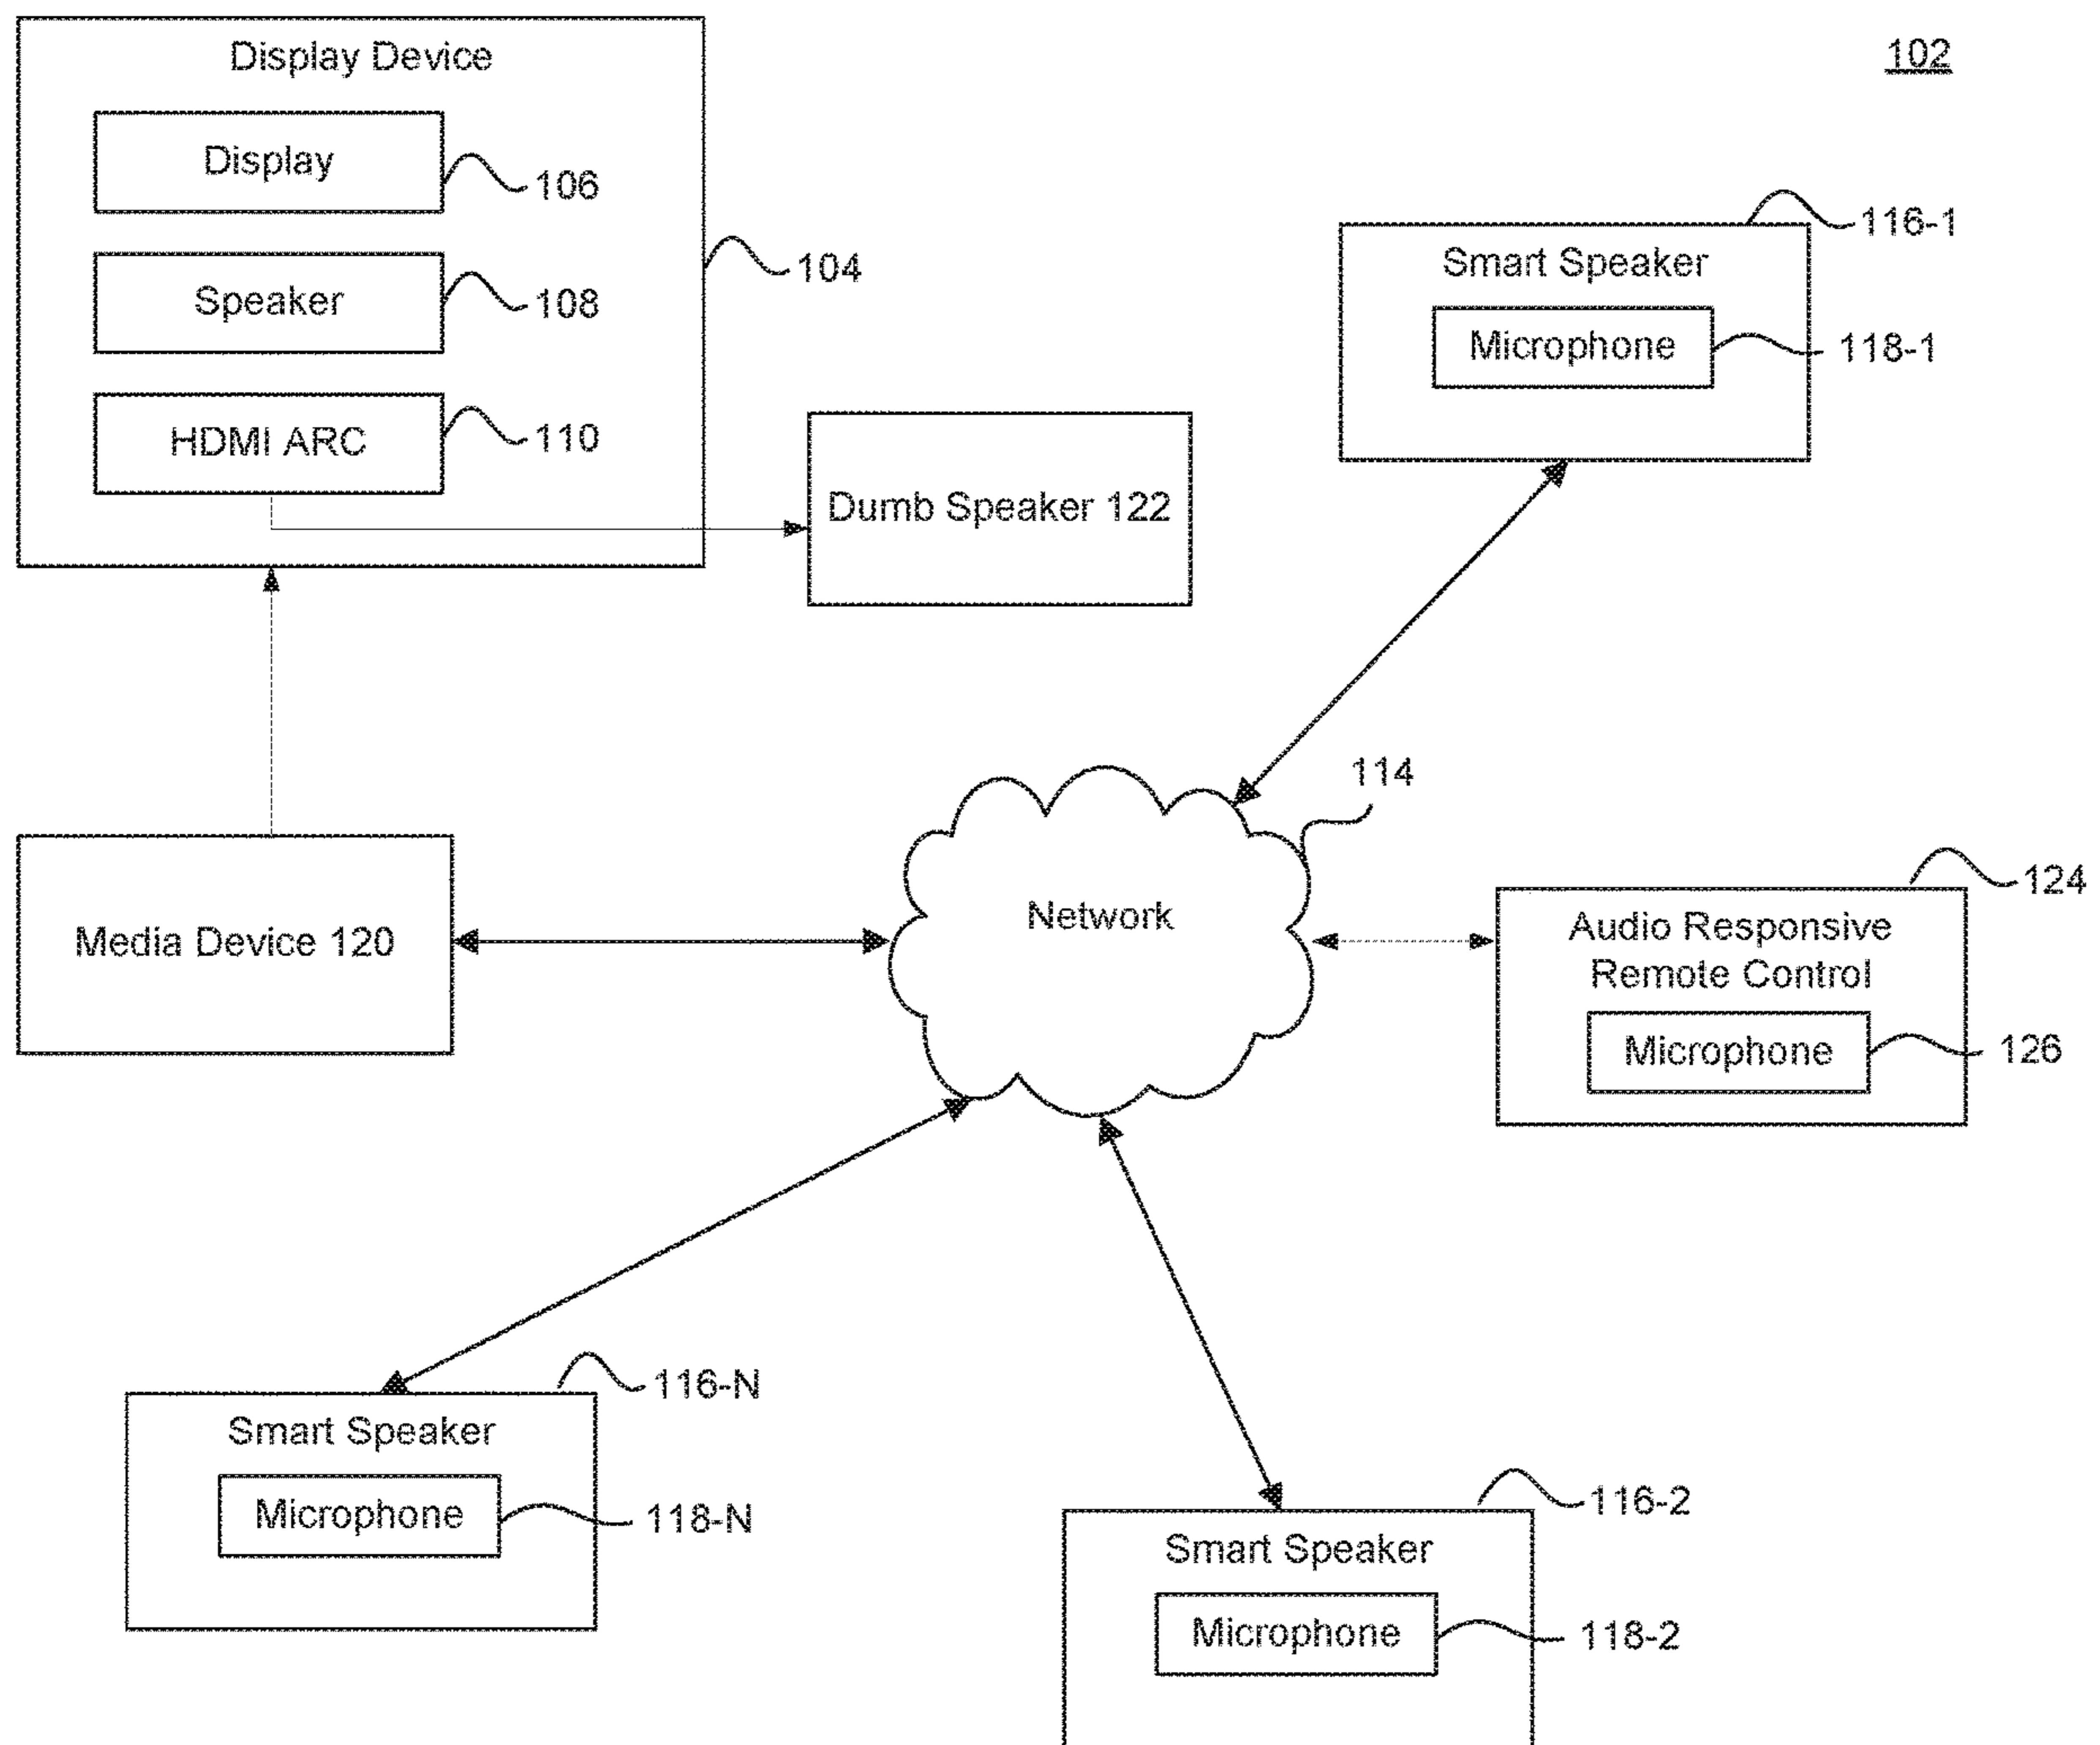 102
Display Device
Display
106
Speaker
108
HDMI ARC
110
104
Dumb Speaker 122
116-1
Smart Speaker
Microphone
118-1
114
Network
Media Device 120
124
Audio Responsive
Remote Control
Microphone
126
116-N
Smart Speaker
Microphone
118-N
116-2
Smart Speaker
Microphone
118-2